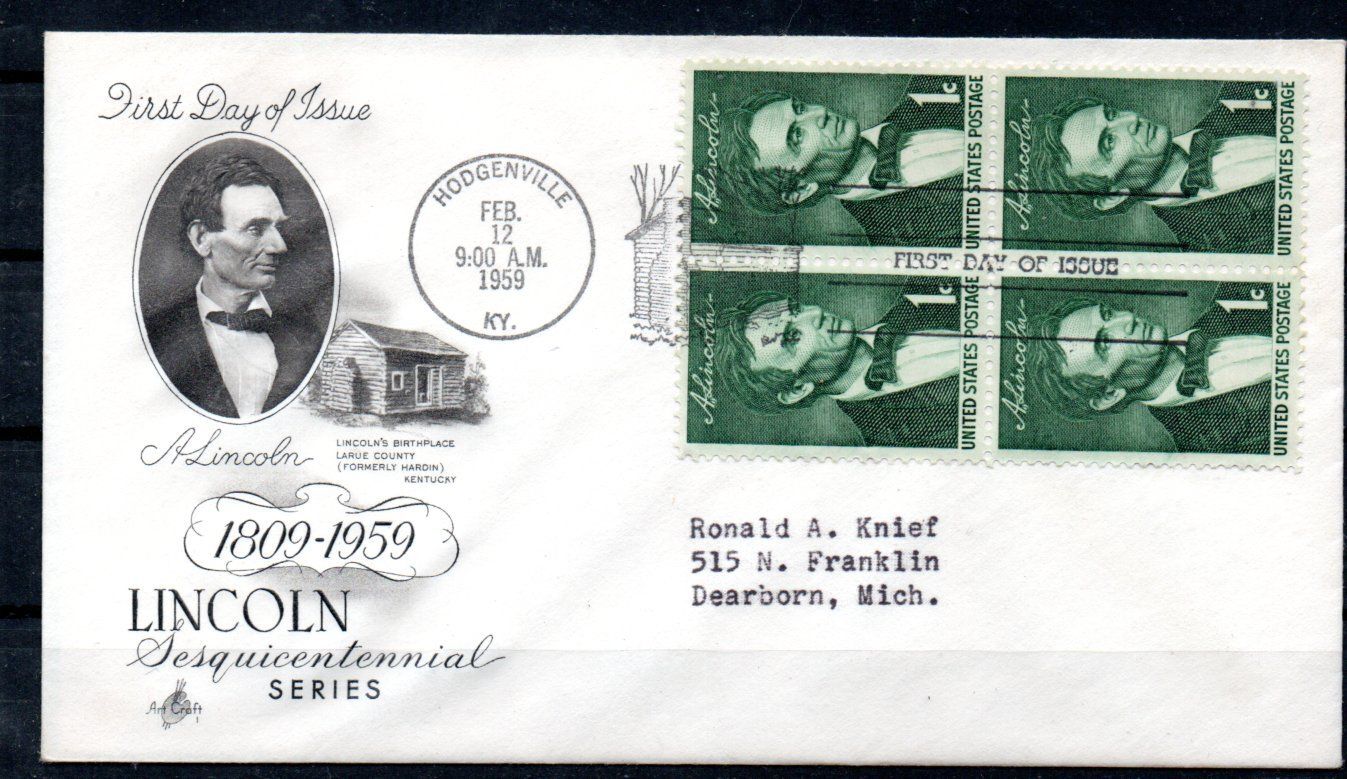 First Day of Issue
A. Lincoln
LINCOLN'S BIRTHPLACE
LARUE COUNTY
(FORMERLY HARDIN)
KENTUCKY
1809-1959
LINCOLN
Sesquicentennial
SERIES
Art Craft
HODGENVILLE
FEB.
12
9:00 A.M.
1959
KY.
FIRST DAY OF ISSUE
A. Lincoln
1c
UNITED STATES POSTAGE
A. Lincoln
1c
UNITED STATES POSTAGE
A. Lincoln
1c
UNITED STATES POSTAGE
A. Lincoln
1c
UNITED STATES POSTAGE
Ronald A. Knief
515 N. Franklin
Dearborn, Mich.